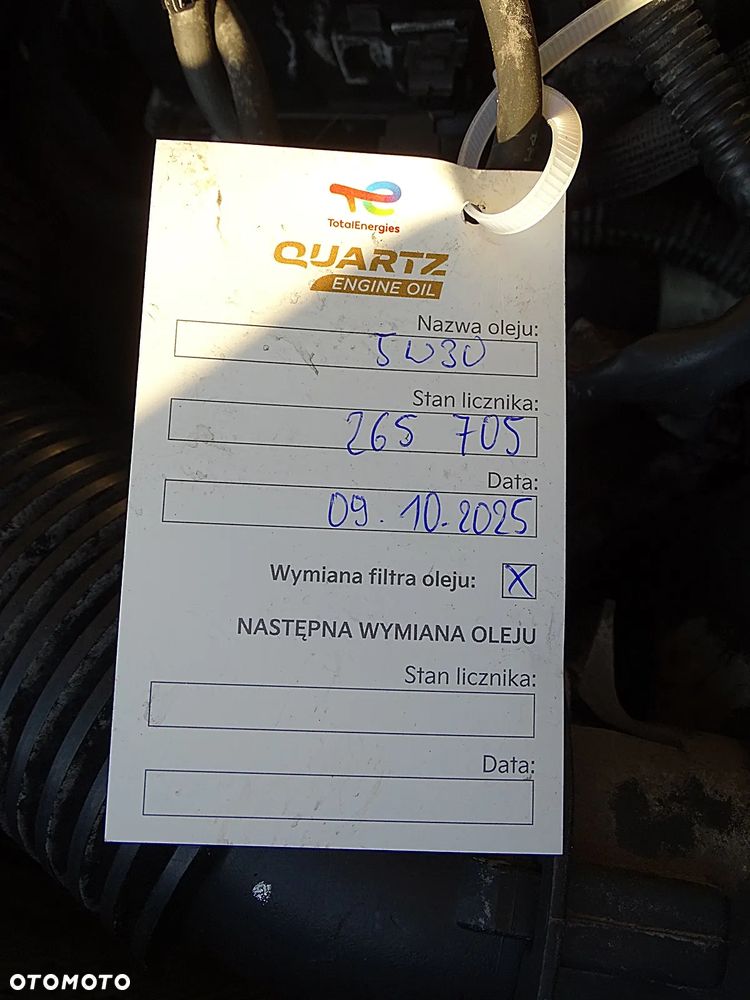 TotalEnergies
QUARTZ
ENGINE OIL
Nazwa oleju:
5W30
Stan licznika:
265 705
Data:
09.10.2025
Wymiana filtra oleju: X
NASTĘPNA WYMIANA OLEJU
Stan licznika:
Data:
OTOMOTO